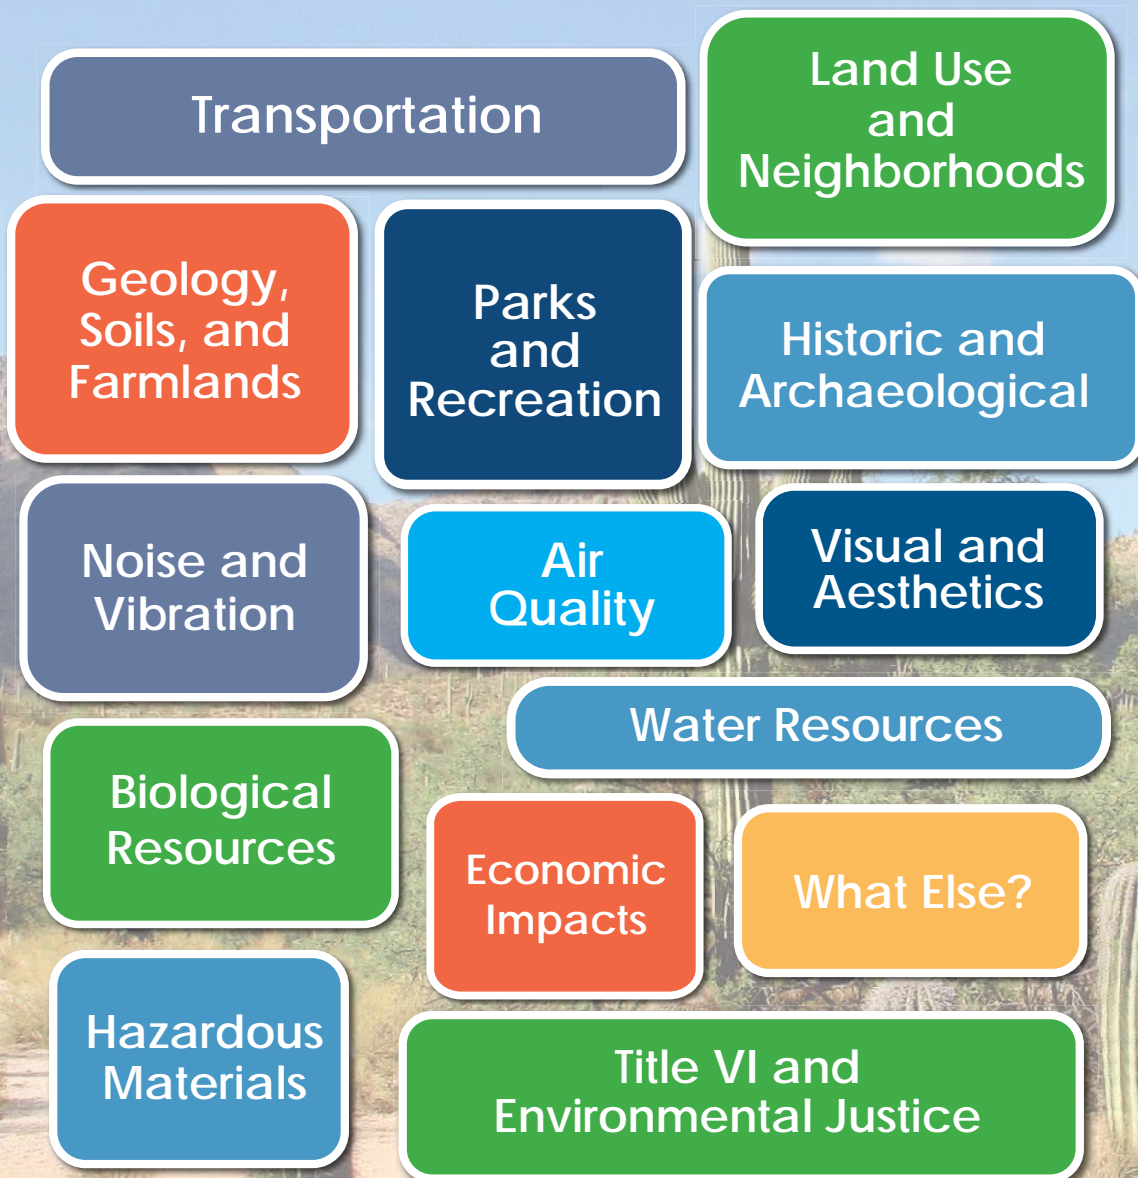 Transportation
Land Use
and
Neighborhoods
Geology,
Soils, and
Farmlands
Parks
and
Recreation
Historic and
Archaeological
Noise and
Vibration
Air
Quality
Visual and
Aesthetics
Water Resources
Biological
Resources
Economic
Impacts
What Else?
Hazardous
Materials
Title VI and
Environmental Justice